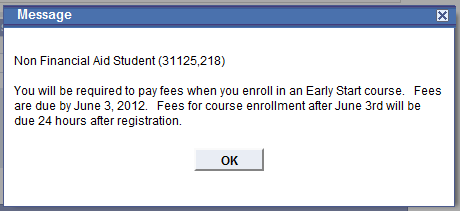 Message
Non Financial Aid Student (31125,218)
You will be required to pay fees when you enroll in an Early Start course. Fees
are due by June 3, 2012. Fees for course enrollment after June 3rd will be
due 24 hours after registration.
OK